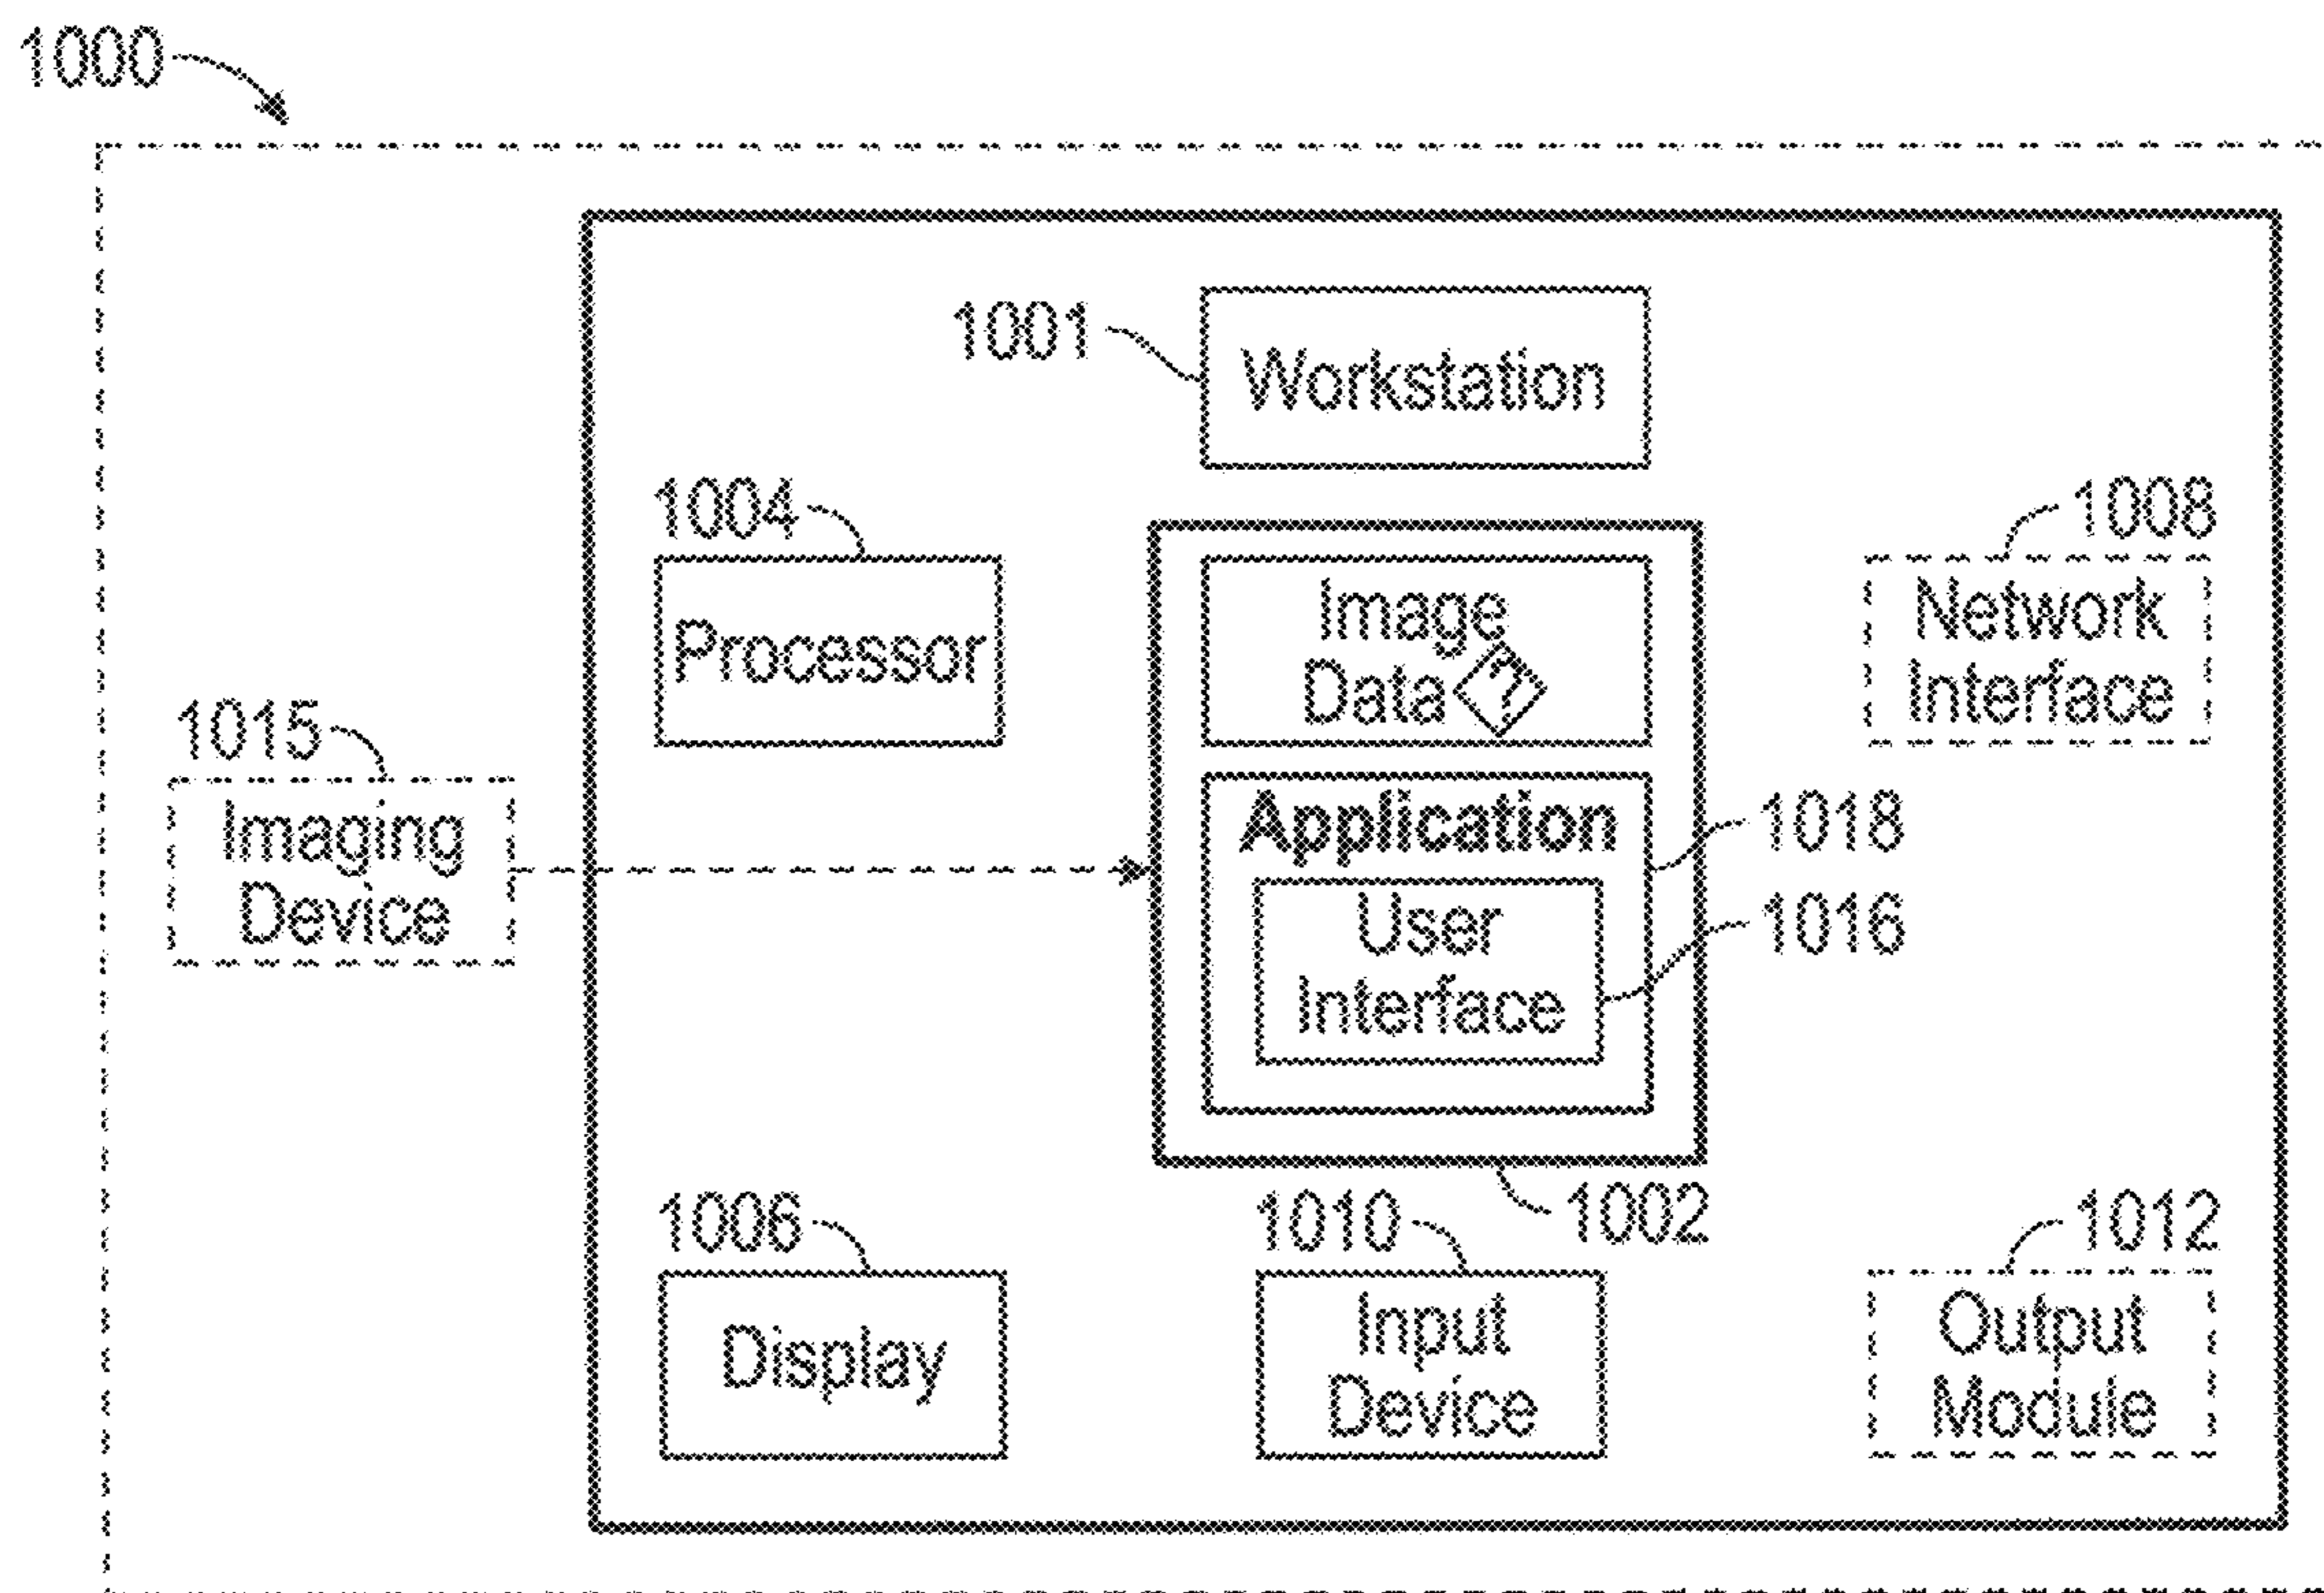 1000
1001
Workstation
1004
Processor
1008
Network
Interface
Image
Data
1015
Imaging
Device
Application
1018
User
Interface
1016
1002
1006
Display
1010
Input
Device
1012
Output
Module